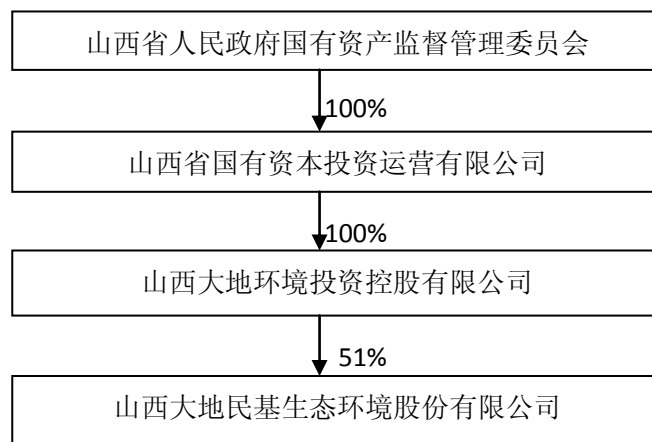 山西省人民政府国有资产监督管理委员会
100%
山西省国有资本投资运营有限公司
100%
山西大地环境投资控股有限公司
51%
山西大地民基生态环境股份有限公司